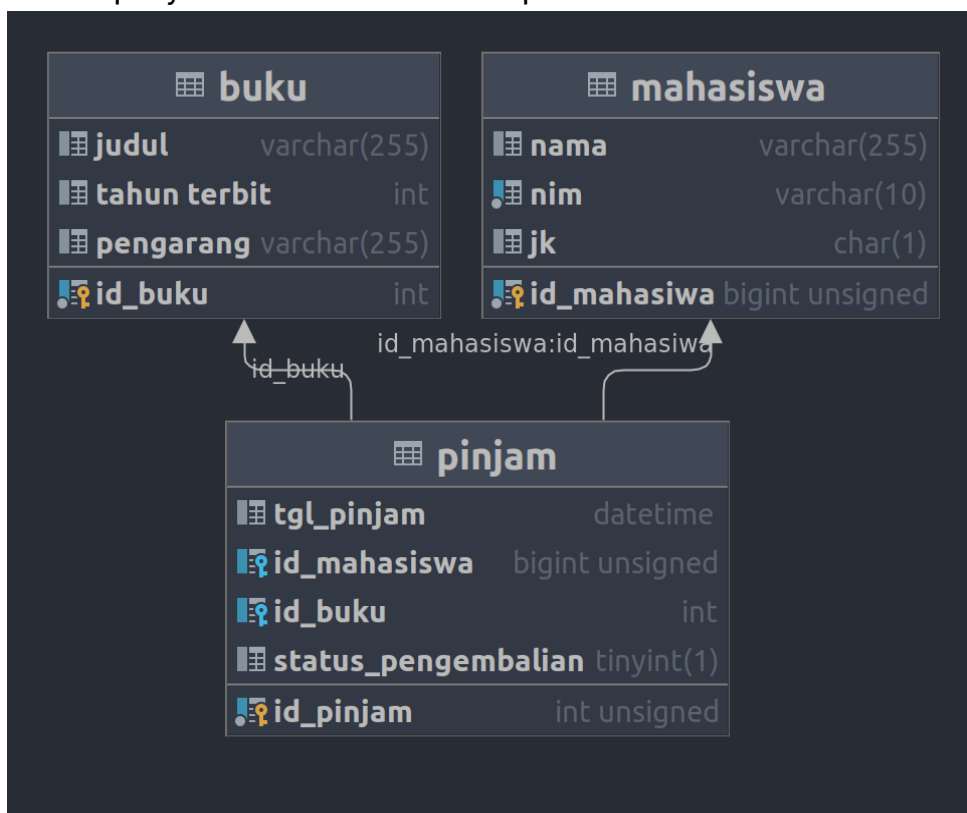 buku
judul varchar(255)
tahun terbit int
pengarang varchar(255)
id_buku int
mahasiswa
nama varchar(255)
nim varchar(10)
jk char(1)
id_mahasiwa bigint unsigned
id_buku
id_mahasiswa:id_mahasiwa
pinjam
tgl_pinjam datetime
id_mahasiswa bigint unsigned
id_buku int
status_pengembalian tinyint(1)
id_pinjam int unsigned